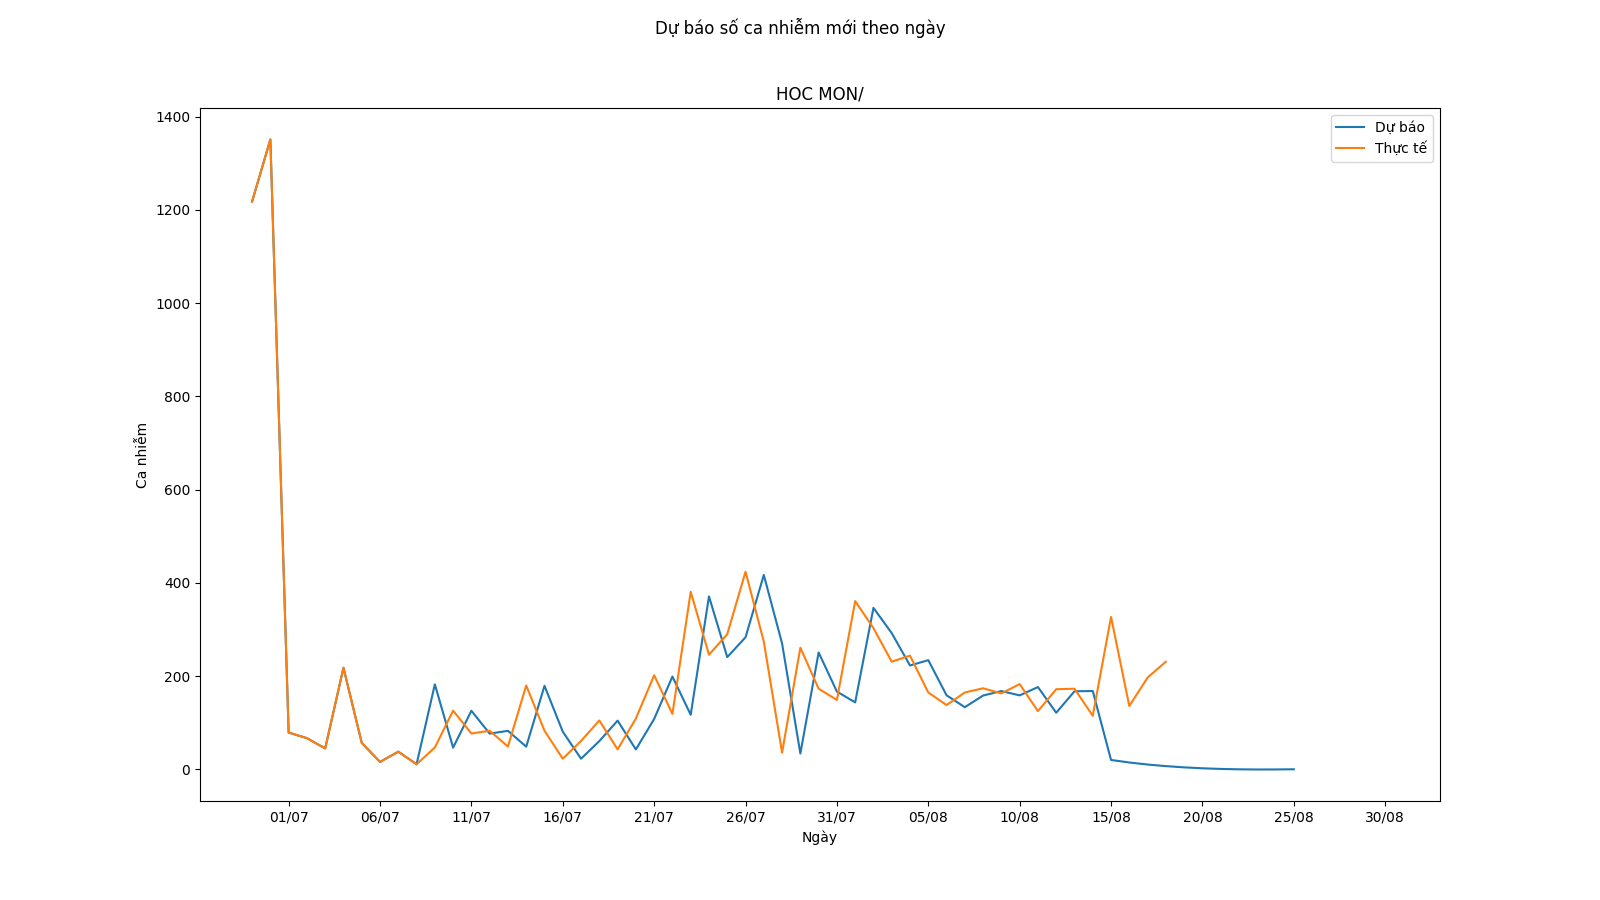 Dự báo số ca nhiễm mới theo ngày
HOC MON/
Dự báo
Thực tế
1400
1200
1000
800
600
400
200
0
Ca nhiễm
01/07 06/07 11/07 16/07 21/07 26/07 31/07 05/08 10/08 15/08 20/08 25/08 30/08
Ngày